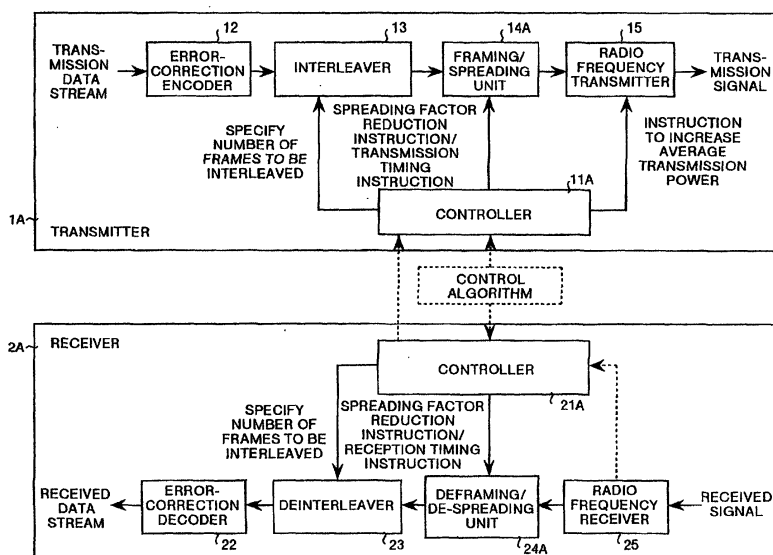 12
13
14A
15
TRANS-
MISSION
DATA
STREAM
ERROR-
CORRECTION
ENCODER
INTERLEAVER
FRAMING/
SPREADING
UNIT
RADIO
FREQUENCY
TRANSMITTER
TRANS-
MISSION
SIGNAL
SPECIFY
NUMBER OF
FRAMES TO BE
INTERLEAVED
SPREADING FACTOR
REDUCTION
INSTRUCTION/
TRANSMISSION
TIMING
INSTRUCTION
INSTRUCTION
TO INCREASE
AVERAGE
TRANSMISSION
POWER
11A
CONTROLLER
1A
TRANSMITTER
CONTROL
ALGORITHM
2A
RECEIVER
CONTROLLER
21A
SPECIFY
NUMBER OF
FRAMES TO BE
INTERLEAVED
SPREADING FACTOR
REDUCTION
INSTRUCTION/
RECEPTION TIMING
INSTRUCTION
RECEIVED
DATA
STREAM
ERROR-
CORRECTION
DECODER
DEINTERLEAVER
DEFRAMING/
DE-SPREADING
UNIT
RADIO
FREQUENCY
RECEIVER
RECEIVED
SIGNAL
22
23
24A
25